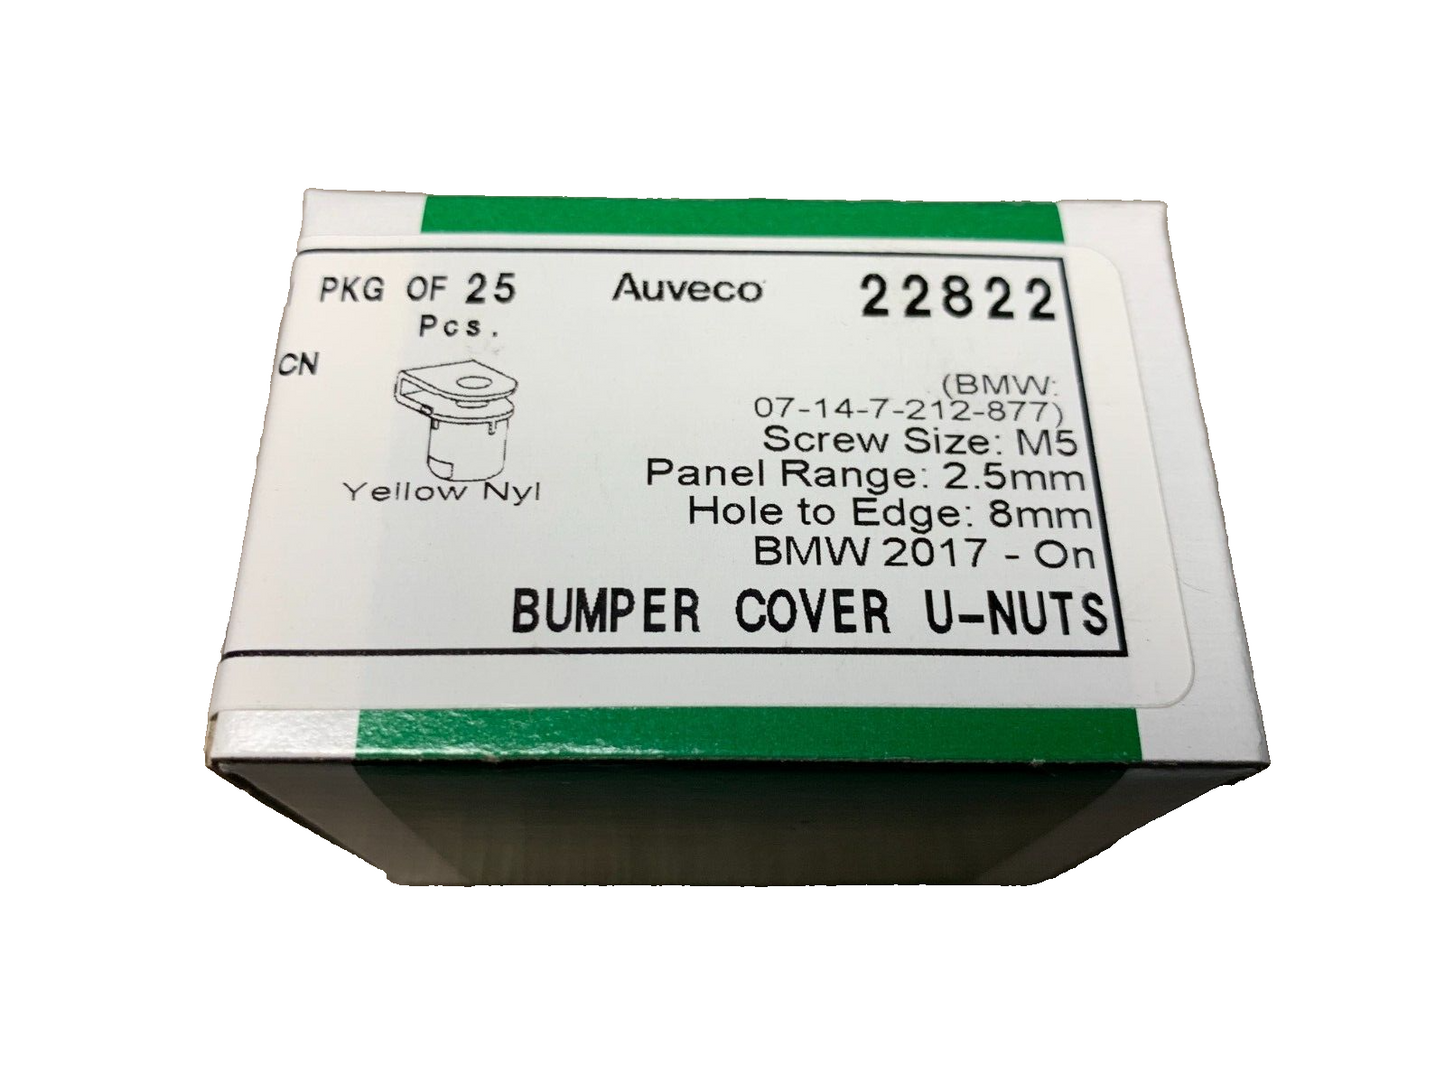 PKG OF 25
Pcs.
Auveco
22822
CN
(BMW:
07-14-7-212-877)
Screw Size: M5
Panel Range: 2.5mm
Yellow Nyl
Hole to Edge: 8mm
BMW 2017 - On
BUMPER COVER U-NUTS